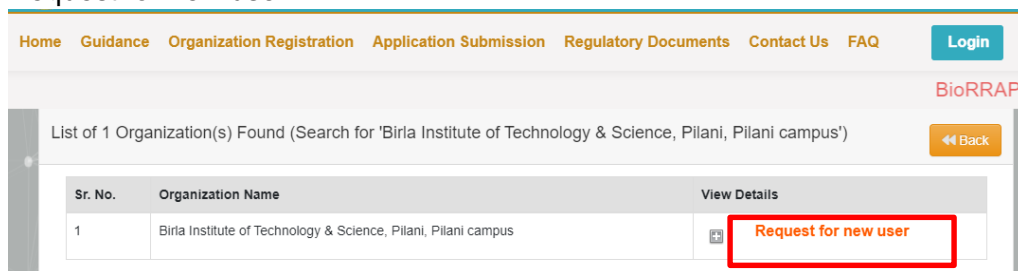 Home Guidance Organization Registration Application Submission Regulatory Documents Contact Us FAQ Login
BioRRAP
List of 1 Organization(s) Found (Search for 'Birla Institute of Technology & Science, Pilani, Pilani campus') Back
Sr. No. Organization Name View Details
1 Birla Institute of Technology & Science, Pilani, Pilani campus Request for new user